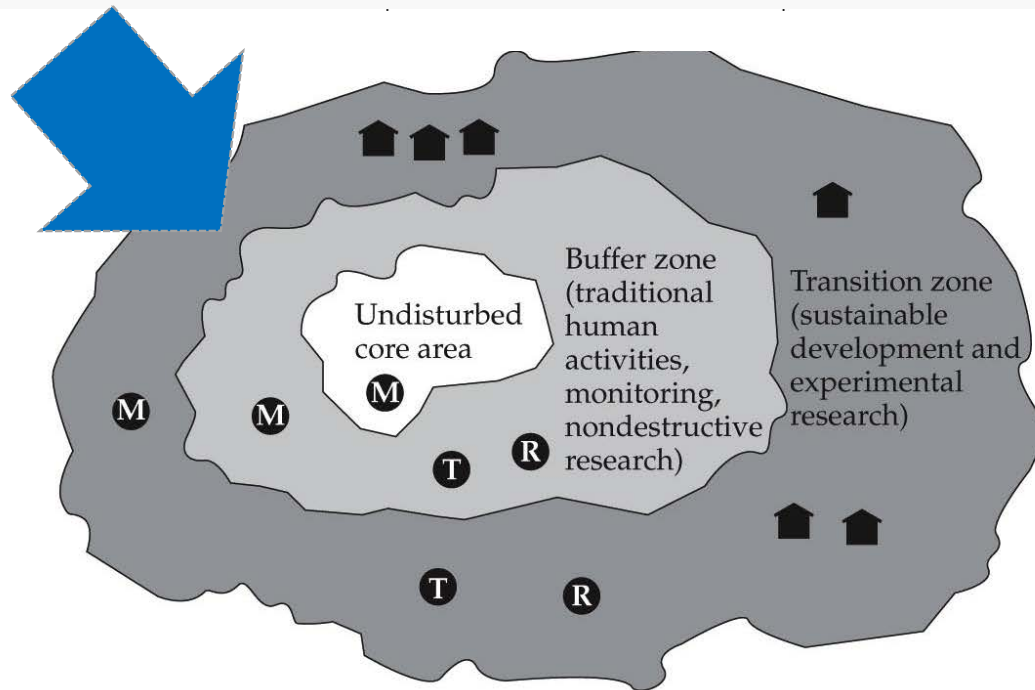 Undisturbed
core area
Buffer zone
(traditional
human
activities,
monitoring,
nondestructive
research)
Transition zone
(sustainable
development and
experimental
research)
M
M
M
T
R
T
R